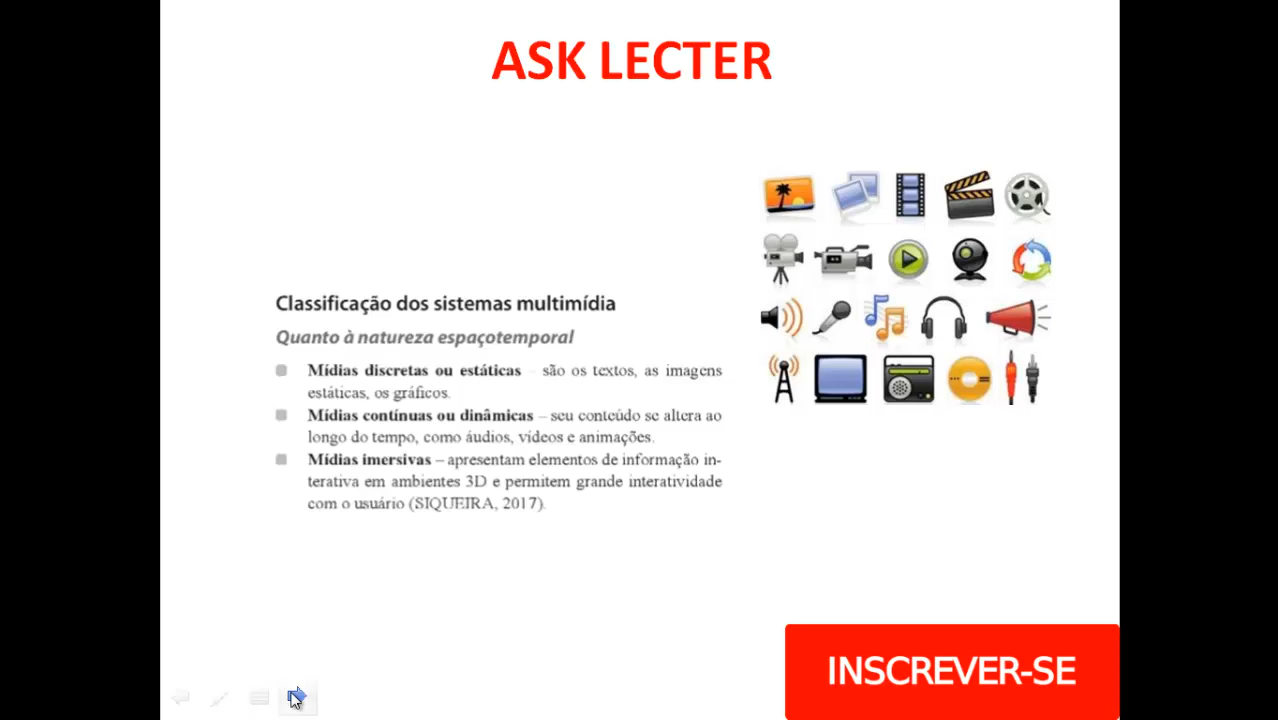 ASK LECTER
Classificação dos sistemas multimídia
Quanto à natureza espaçotemporal
Mídias discretas ou estáticas – são os textos, as imagens
estáticas, os gráficos.
Mídias contínuas ou dinâmicas – seu conteúdo se altera ao
longo do tempo, como áudios, vídeos e animações.
Mídias imersivas – apresentam elementos de informação in-
terativa em ambientes 3D e permitem grande interatividade
com o usuário (SIQUEIRA, 2017).
INSCREVER-SE